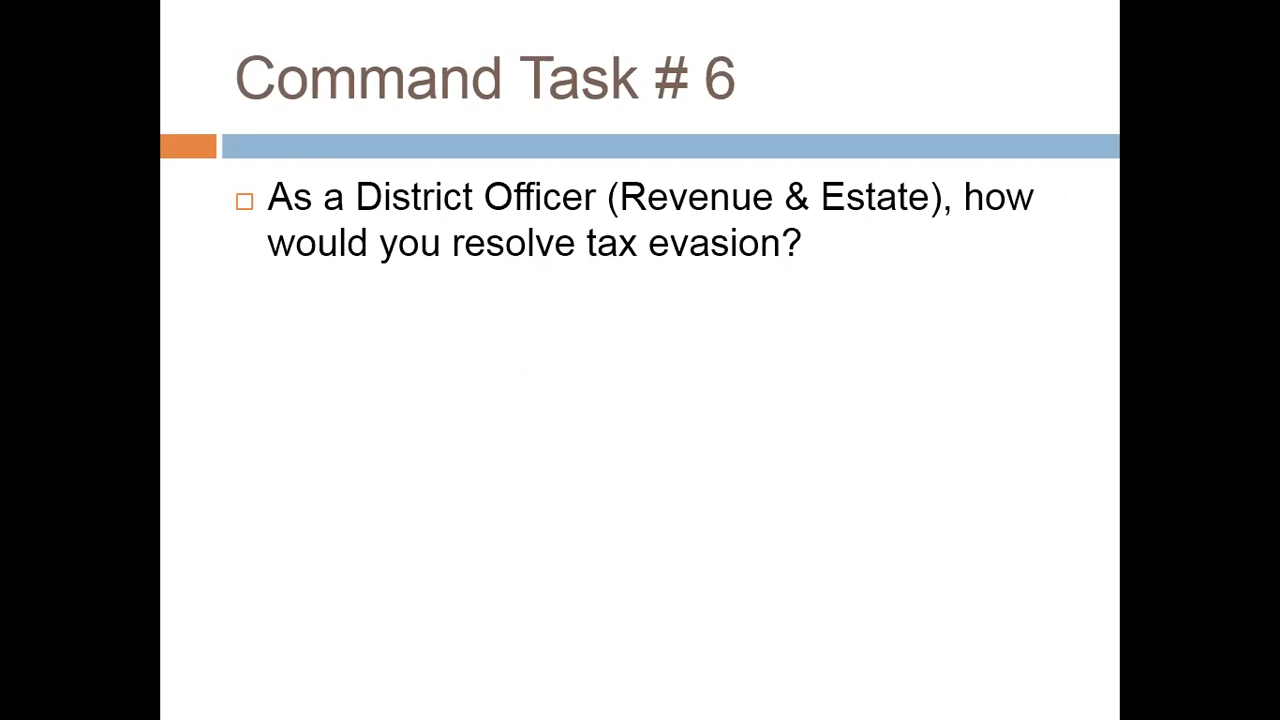 Command Task # 6
As a District Officer (Revenue & Estate), how
would you resolve tax evasion?